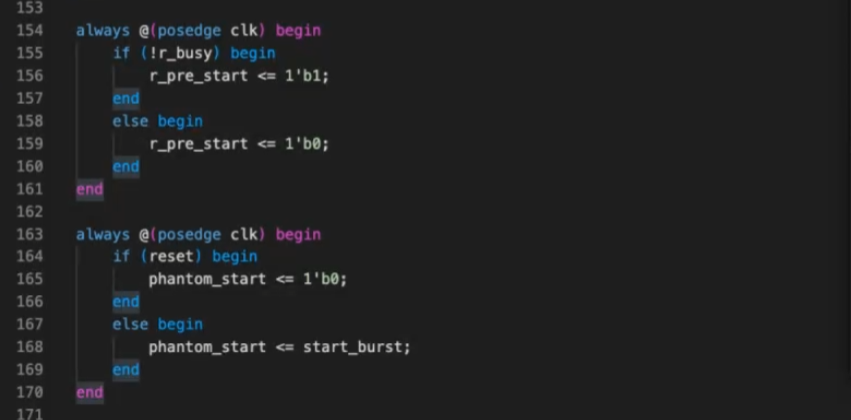 153
154 always @(posedge clk) begin
155 if (!r_busy) begin
156 r_pre_start <= 1'b1;
157 end
158 else begin
159 r_pre_start <= 1'b0;
160 end
161 end
162
163 always @(posedge clk) begin
164 if (reset) begin
165 phantom_start <= 1'b0;
166 end
167 else begin
168 phantom_start <= start_burst;
169 end
170 end
171